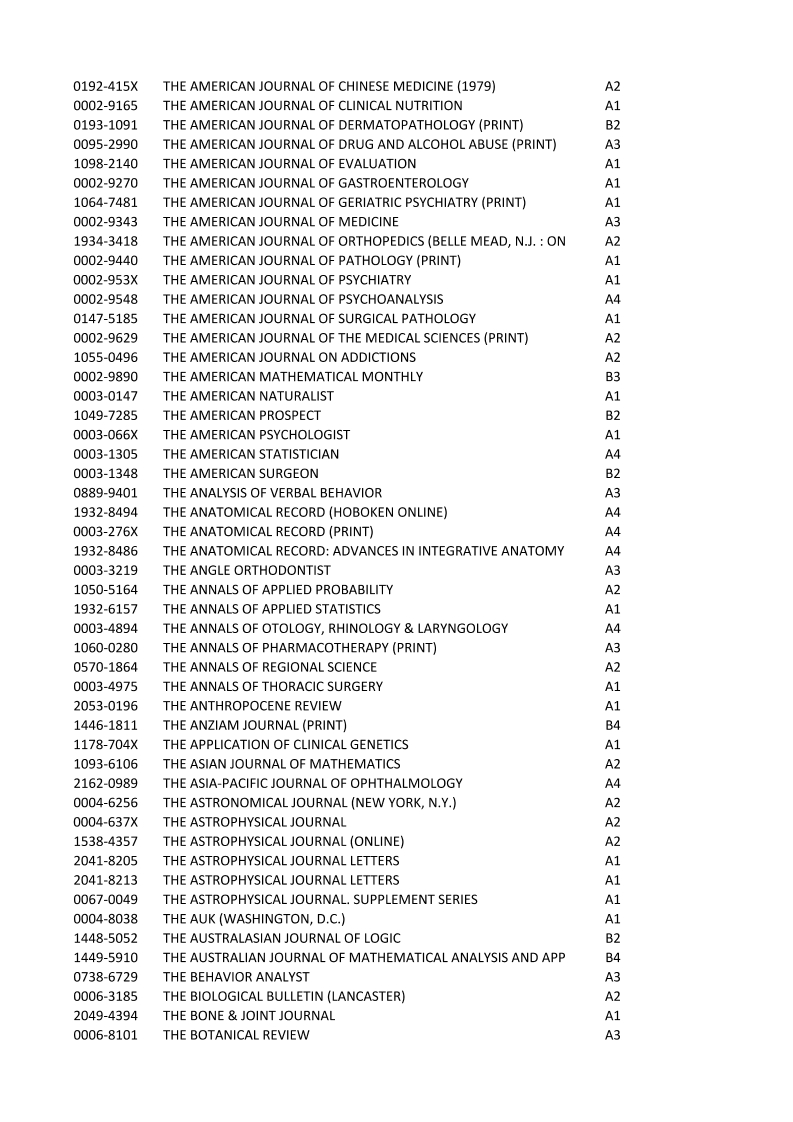 0192-415X THE AMERICAN JOURNAL OF CHINESE MEDICINE (1979) A2
0002-9165 THE AMERICAN JOURNAL OF CLINICAL NUTRITION A1
0193-1091 THE AMERICAN JOURNAL OF DERMATOPATHOLOGY (PRINT) B2
0095-2990 THE AMERICAN JOURNAL OF DRUG AND ALCOHOL ABUSE (PRINT) A3
1098-2140 THE AMERICAN JOURNAL OF EVALUATION A1
0002-9270 THE AMERICAN JOURNAL OF GASTROENTEROLOGY A1
1064-7481 THE AMERICAN JOURNAL OF GERIATRIC PSYCHIATRY (PRINT) A1
0002-9343 THE AMERICAN JOURNAL OF MEDICINE A3
1934-3418 THE AMERICAN JOURNAL OF ORTHOPEDICS (BELLE MEAD, N.J. : ON A2
0002-9440 THE AMERICAN JOURNAL OF PATHOLOGY (PRINT) A1
0002-953X THE AMERICAN JOURNAL OF PSYCHIATRY A1
0002-9548 THE AMERICAN JOURNAL OF PSYCHOANALYSIS A4
0147-5185 THE AMERICAN JOURNAL OF SURGICAL PATHOLOGY A1
0002-9629 THE AMERICAN JOURNAL OF THE MEDICAL SCIENCES (PRINT) A2
1055-0496 THE AMERICAN JOURNAL ON ADDICTIONS A2
0002-9890 THE AMERICAN MATHEMATICAL MONTHLY B3
0003-0147 THE AMERICAN NATURALIST A1
1049-7285 THE AMERICAN PROSPECT B2
0003-066X THE AMERICAN PSYCHOLOGIST A1
0003-1305 THE AMERICAN STATISTICIAN A4
0003-1348 THE AMERICAN SURGEON B2
0889-9401 THE ANALYSIS OF VERBAL BEHAVIOR A3
1932-8494 THE ANATOMICAL RECORD (HOBOKEN ONLINE) A4
0003-276X THE ANATOMICAL RECORD (PRINT) A4
1932-8486 THE ANATOMICAL RECORD: ADVANCES IN INTEGRATIVE ANATOMY A4
0003-3219 THE ANGLE ORTHODONTIST A3
1050-5164 THE ANNALS OF APPLIED PROBABILITY A2
1932-6157 THE ANNALS OF APPLIED STATISTICS A1
0003-4894 THE ANNALS OF OTOLOGY, RHINOLOGY & LARYNGOLOGY A4
1060-0280 THE ANNALS OF PHARMACOTHERAPY (PRINT) A3
0570-1864 THE ANNALS OF REGIONAL SCIENCE A2
0003-4975 THE ANNALS OF THORACIC SURGERY A1
2053-0196 THE ANTHROPOCENE REVIEW A1
1446-1811 THE ANZIAM JOURNAL (PRINT) B4
1178-704X THE APPLICATION OF CLINICAL GENETICS A1
1093-6106 THE ASIAN JOURNAL OF MATHEMATICS A2
2162-0989 THE ASIA-PACIFIC JOURNAL OF OPHTHALMOLOGY A4
0004-6256 THE ASTRONOMICAL JOURNAL (NEW YORK, N.Y.) A2
0004-637X THE ASTROPHYSICAL JOURNAL A2
1538-4357 THE ASTROPHYSICAL JOURNAL (ONLINE) A2
2041-8205 THE ASTROPHYSICAL JOURNAL LETTERS A1
2041-8213 THE ASTROPHYSICAL JOURNAL LETTERS A1
0067-0049 THE ASTROPHYSICAL JOURNAL. SUPPLEMENT SERIES A1
0004-8038 THE AUK (WASHINGTON, D.C.) A1
1448-5052 THE AUSTRALASIAN JOURNAL OF LOGIC B2
1449-5910 THE AUSTRALIAN JOURNAL OF MATHEMATICAL ANALYSIS AND APP B4
0738-6729 THE BEHAVIOR ANALYST A3
0006-3185 THE BIOLOGICAL BULLETIN (LANCASTER) A2
2049-4394 THE BONE & JOINT JOURNAL A1
0006-8101 THE BOTANICAL REVIEW A3